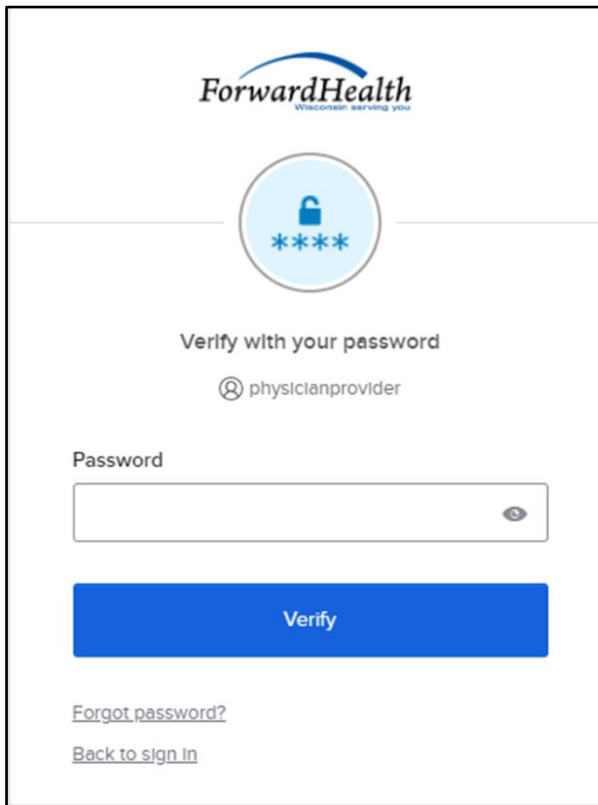 ForwardHealth
Wisconsin serving you
****
Verify with your password
physicianprovider
Password
Verify
Forgot password?
Back to sign in